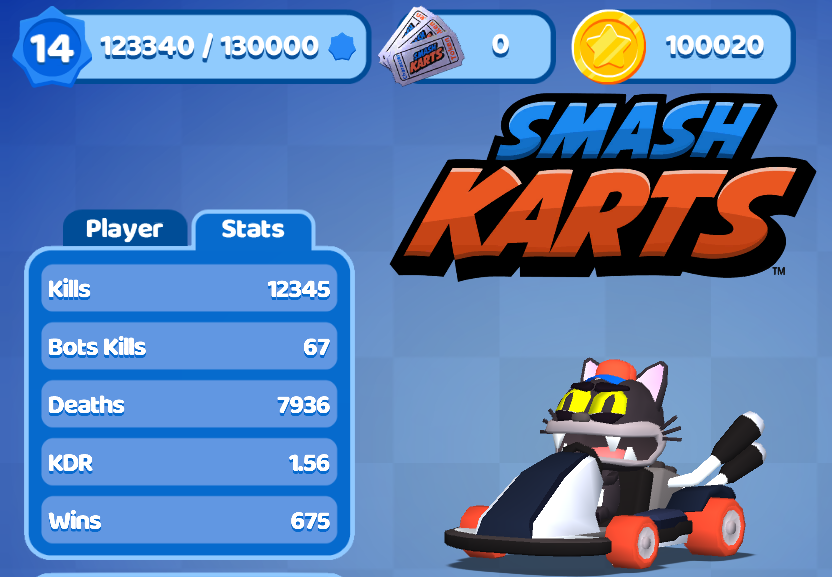 14 123340 / 130000 0 100020
SMASH
KARTS
TM
Player Stats
Kills 12345
Bots Kills 67
Deaths 7936
KDR 1.56
Wins 675